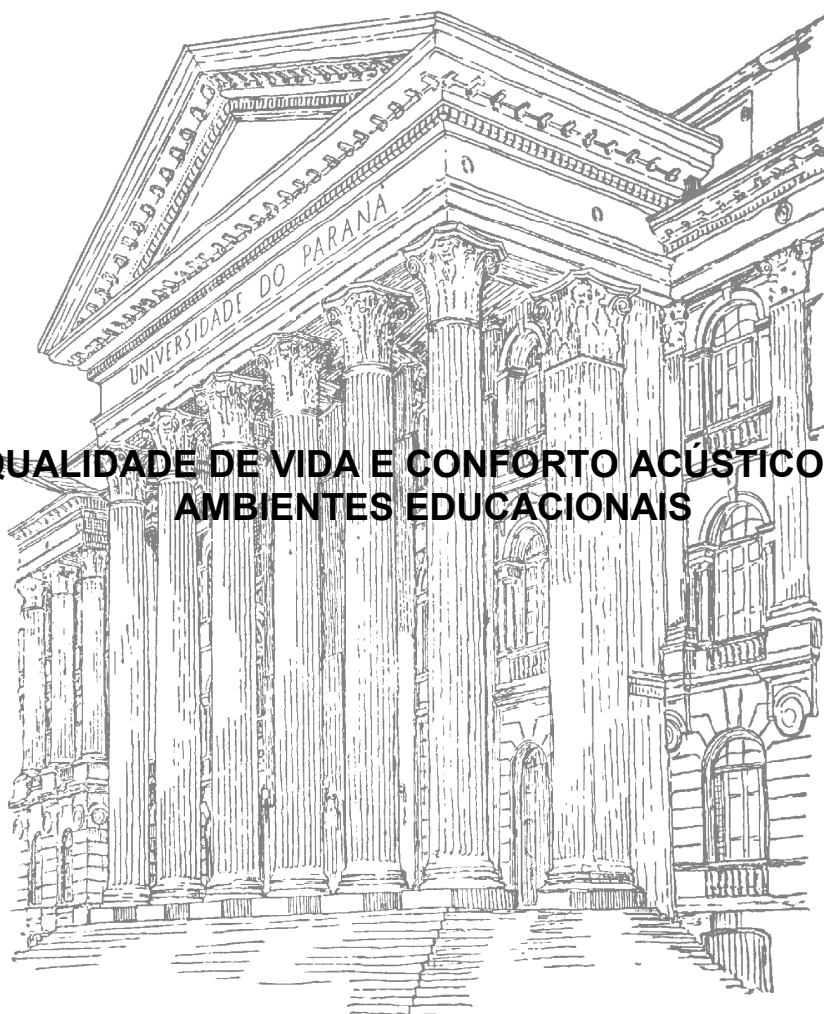 UNIVERSIDADE DO PARANÁ
QUALIDADE DE VIDA E CONFORTO ACÚSTICO
AMBIENTES EDUCACIONAIS